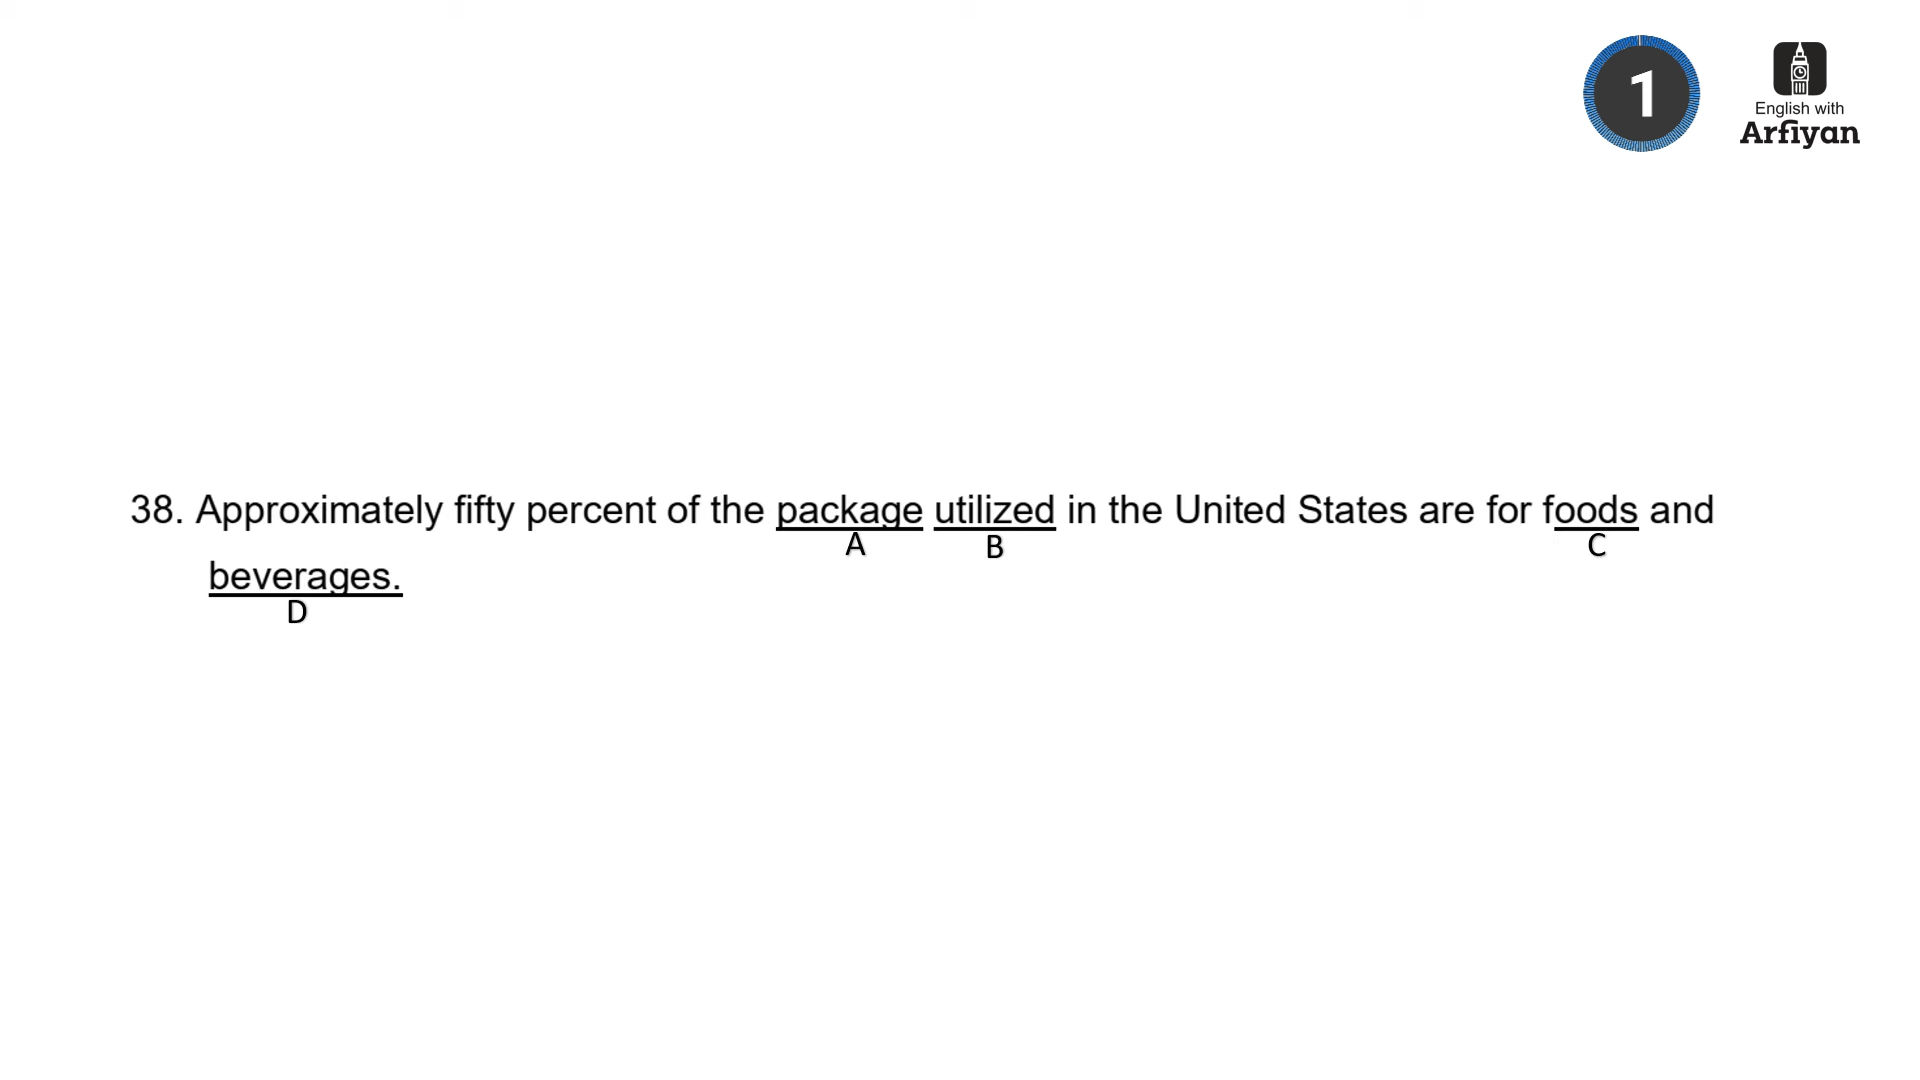 1
English with
Arfiyan
38. Approximately fifty percent of the package utilized in the United States are for foods and
A B C
beverages.
D